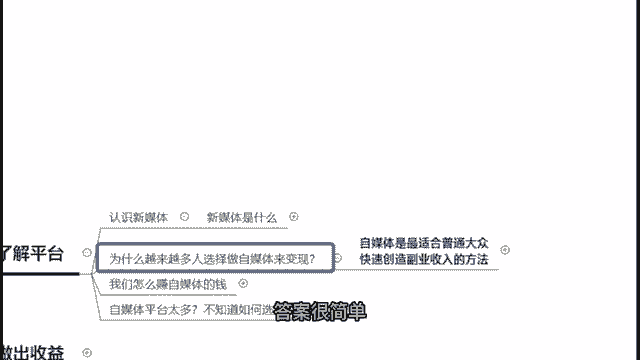 认识新媒体 新媒体是什么
了解平台
为什么越来越多人选择做自媒体来变现?
自媒体是最适合普通大众
快速创造副业收入的方法
我们怎么赚自媒体的钱
自媒体平台太多? 不知道如何选
答案很简单
做出收益